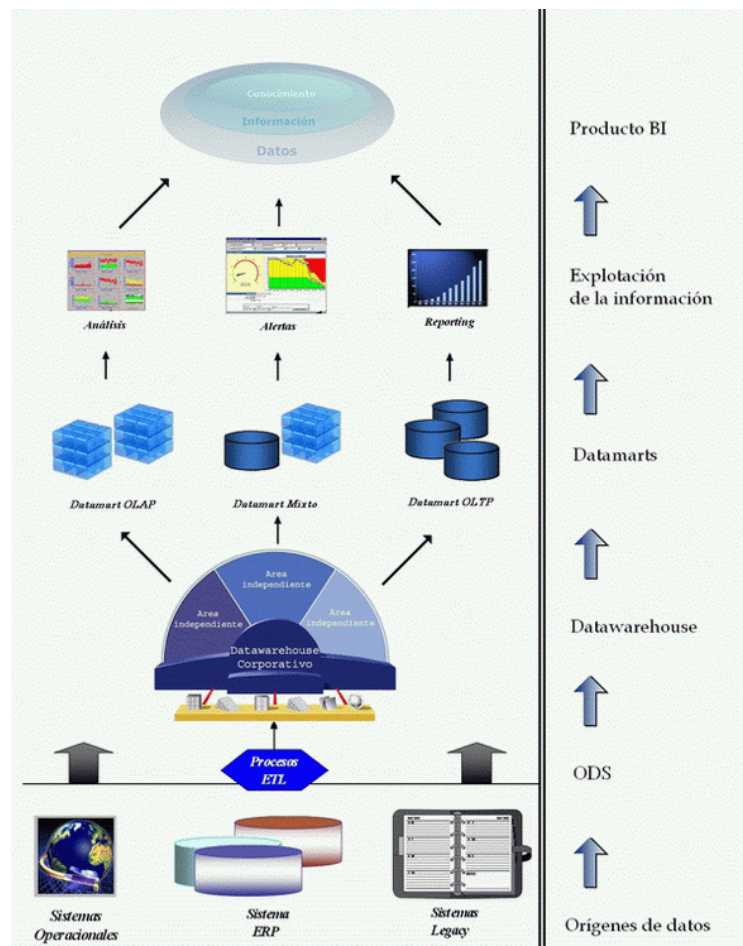 Conocimiento
Información
Datos
Producto BI
Análisis
Alertas
Reporting
Explotación
de la información
Datamart OLAP
Datamart Mixto
Datamart OLTP
Datamarts
Area
independiente
Area
independiente
Area
independiente
Datawarehouse
Corporativo
Datawarehouse
Procesos
ETL
ODS
Sistemas
Operacionales
Sistema
ERP
Sistemas
Legacy
Orígenes de datos